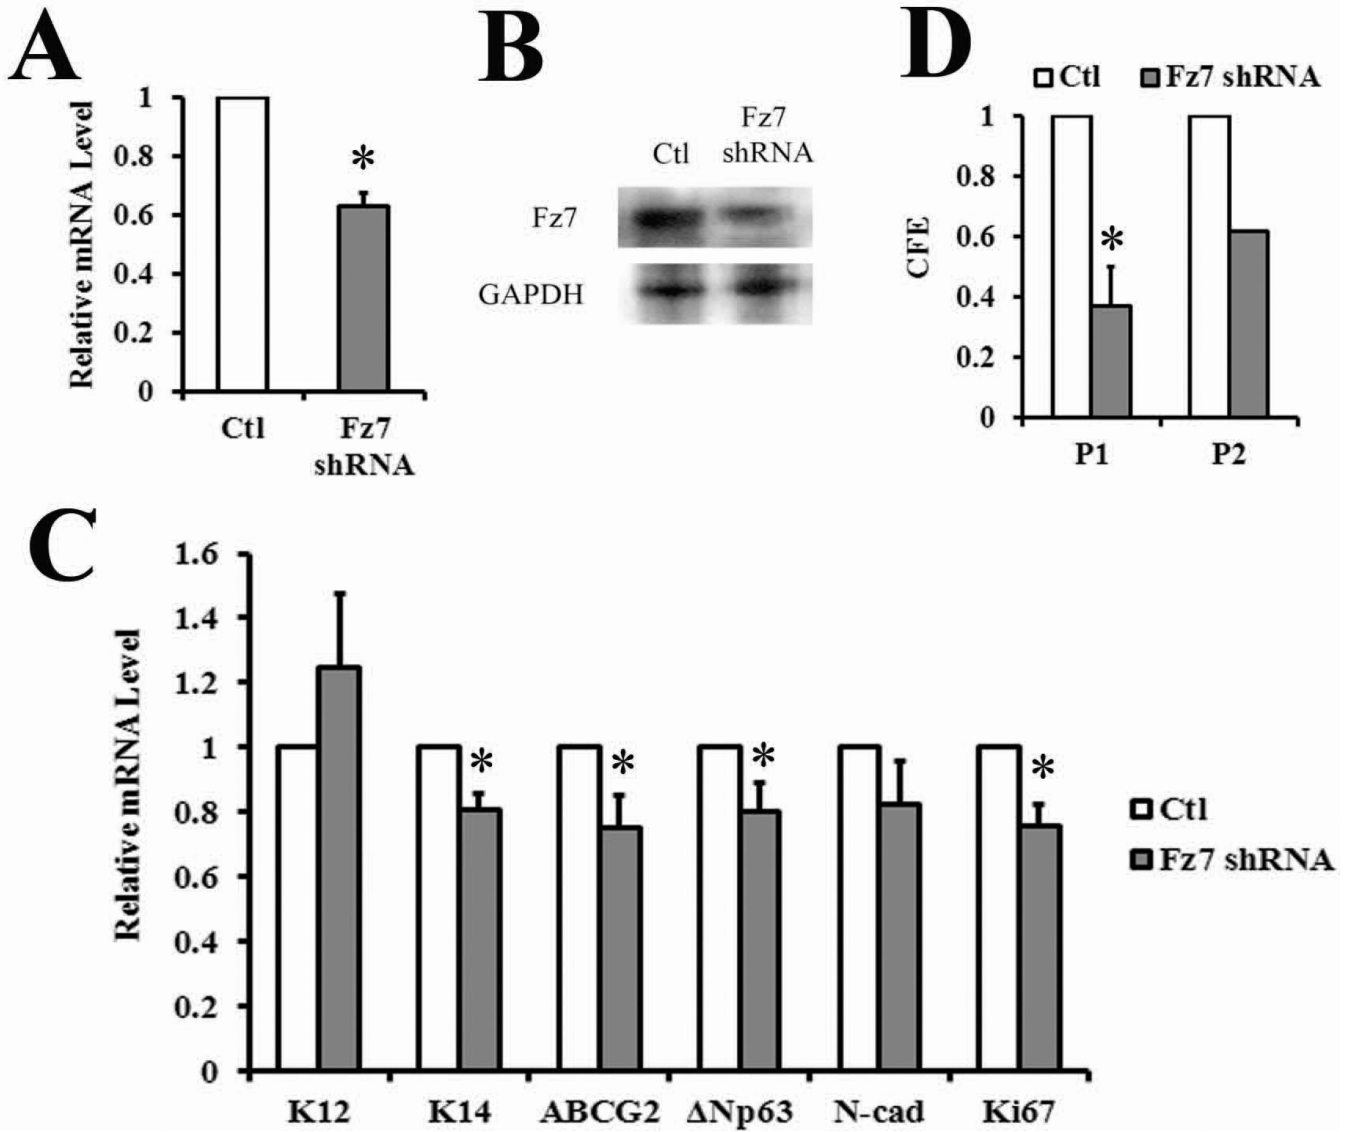 A
Relative mRNA Level
1
0.8
0.6
0.4
0.2
0
*
Ctl
Fz7
shRNA
B
Ctl
Fz7
shRNA
Fz7
GAPDH
D
Ctl
Fz7 shRNA
CFE
1
0.8
0.6
0.4
0.2
0
*
P1
P2
C
Relative mRNA Level
1.6
1.4
1.2
1
0.8
0.6
0.4
0.2
0
* * * *
K12 K14 ABCG2 ΔNp63 N-cad Ki67
Ctl
Fz7 shRNA